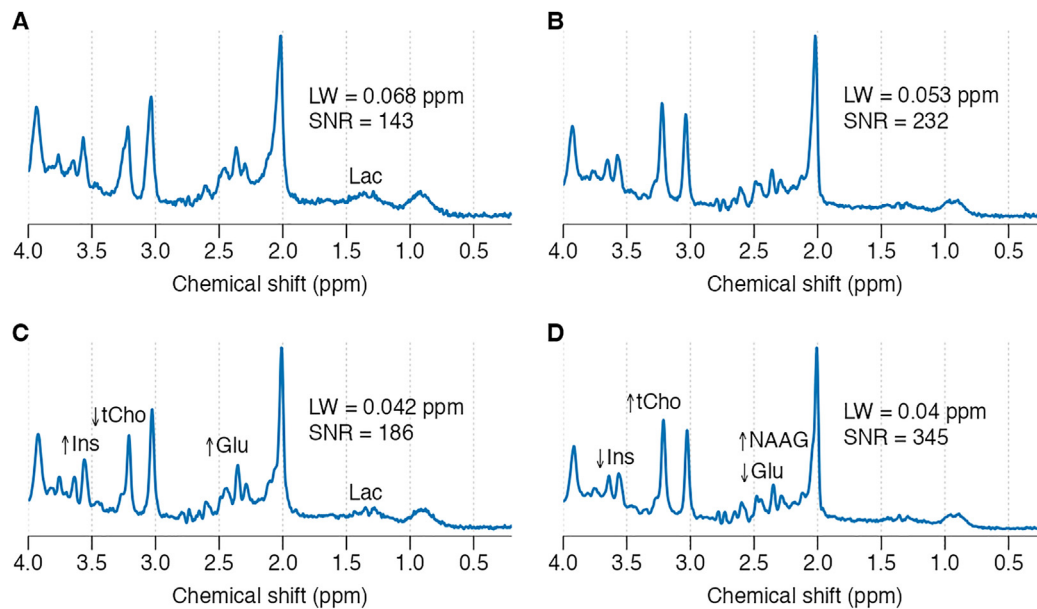 A
LW = 0.068 ppm
SNR = 143
Lac
4.0 3.5 3.0 2.5 2.0 1.5 1.0 0.5
Chemical shift (ppm)
B
LW = 0.053 ppm
SNR = 232
4.0 3.5 3.0 2.5 2.0 1.5 1.0 0.5
Chemical shift (ppm)
C
↓tCho
↑Ins
↑Glu
LW = 0.042 ppm
SNR = 186
Lac
4.0 3.5 3.0 2.5 2.0 1.5 1.0 0.5
Chemical shift (ppm)
D
↑tCho
↓Ins
↑NAAG
↓Glu
LW = 0.04 ppm
SNR = 345
4.0 3.5 3.0 2.5 2.0 1.5 1.0 0.5
Chemical shift (ppm)